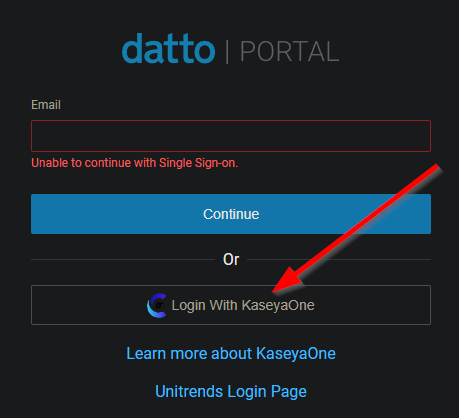 datto | PORTAL
Email
Unable to continue with Single Sign-on.
Continue
Or
Login With KaseyaOne
Learn more about KaseyaOne
Unitrends Login Page